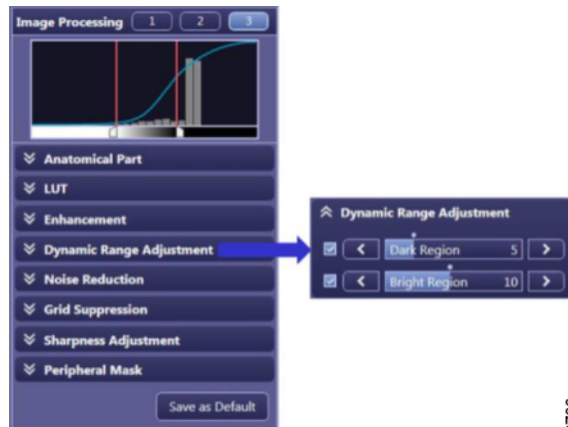 Image Processing 1 2 3
Anatomical Part
LUT
Enhancement
Dynamic Range Adjustment
Noise Reduction
Grid Suppression
Sharpness Adjustment
Peripheral Mask
Save as Default
Dynamic Range Adjustment
Dark Region 5
Bright Region 10